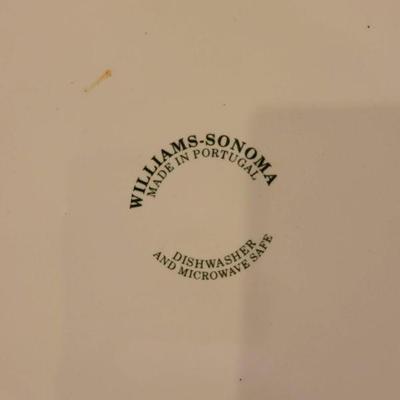 WILLIAMS-SONOMA
MADE IN PORTUGAL
DISHWASHER
AND MICROWAVE SAFE